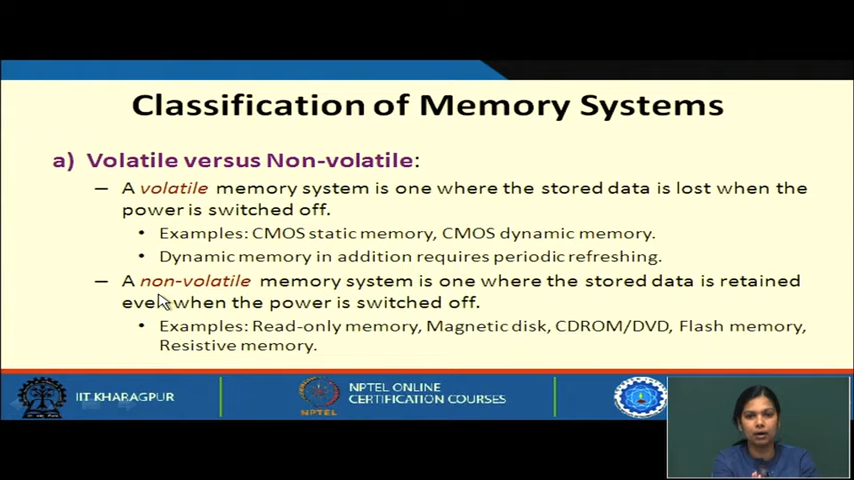 Classification of Memory Systems
a) Volatile versus Non-volatile:
– A volatile memory system is one where the stored data is lost when the
power is switched off.
• Examples: CMOS static memory, CMOS dynamic memory.
• Dynamic memory in addition requires periodic refreshing.
– A non-volatile memory system is one where the stored data is retained
even when the power is switched off.
• Examples: Read-only memory, Magnetic disk, CDROM/DVD, Flash memory,
Resistive memory.
IIT KHARAGPUR
NPTEL
NPTEL ONLINE
CERTIFICATION COURSES